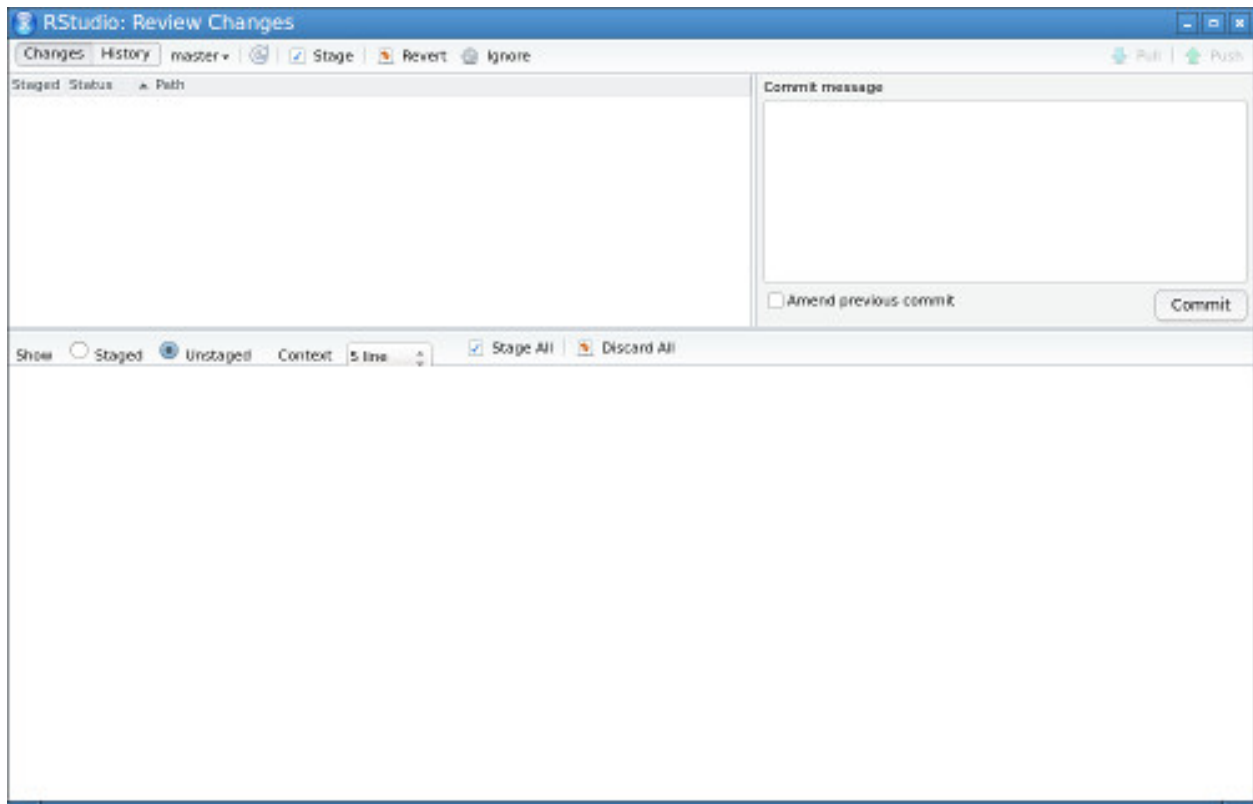 RStudio: Review Changes
Changes History master Stage Revert Ignore Pull Push
Staged Status Path
Commit message
Amend previous commit
Commit
Show Staged Unstaged Context 5 line Stage All Discard All